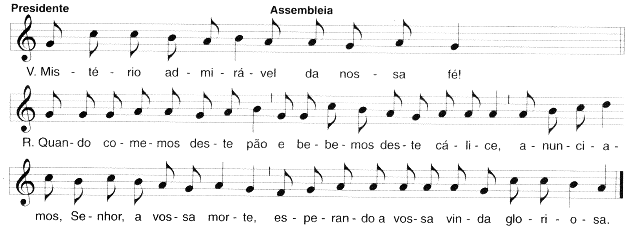 Presidente Assembleia
V. Mis - té - rio ad - mi - rá - vel da nos - sa fé!
R. Quan - do co - me - mos des - te pão e be - be - mos des - te cá - li - ce, a - nun - ci - a -
mos, Se - nhor, a vos - sa mor - te, es - pe - ran - do a vos - sa vin - da glo - ri - o - sa.